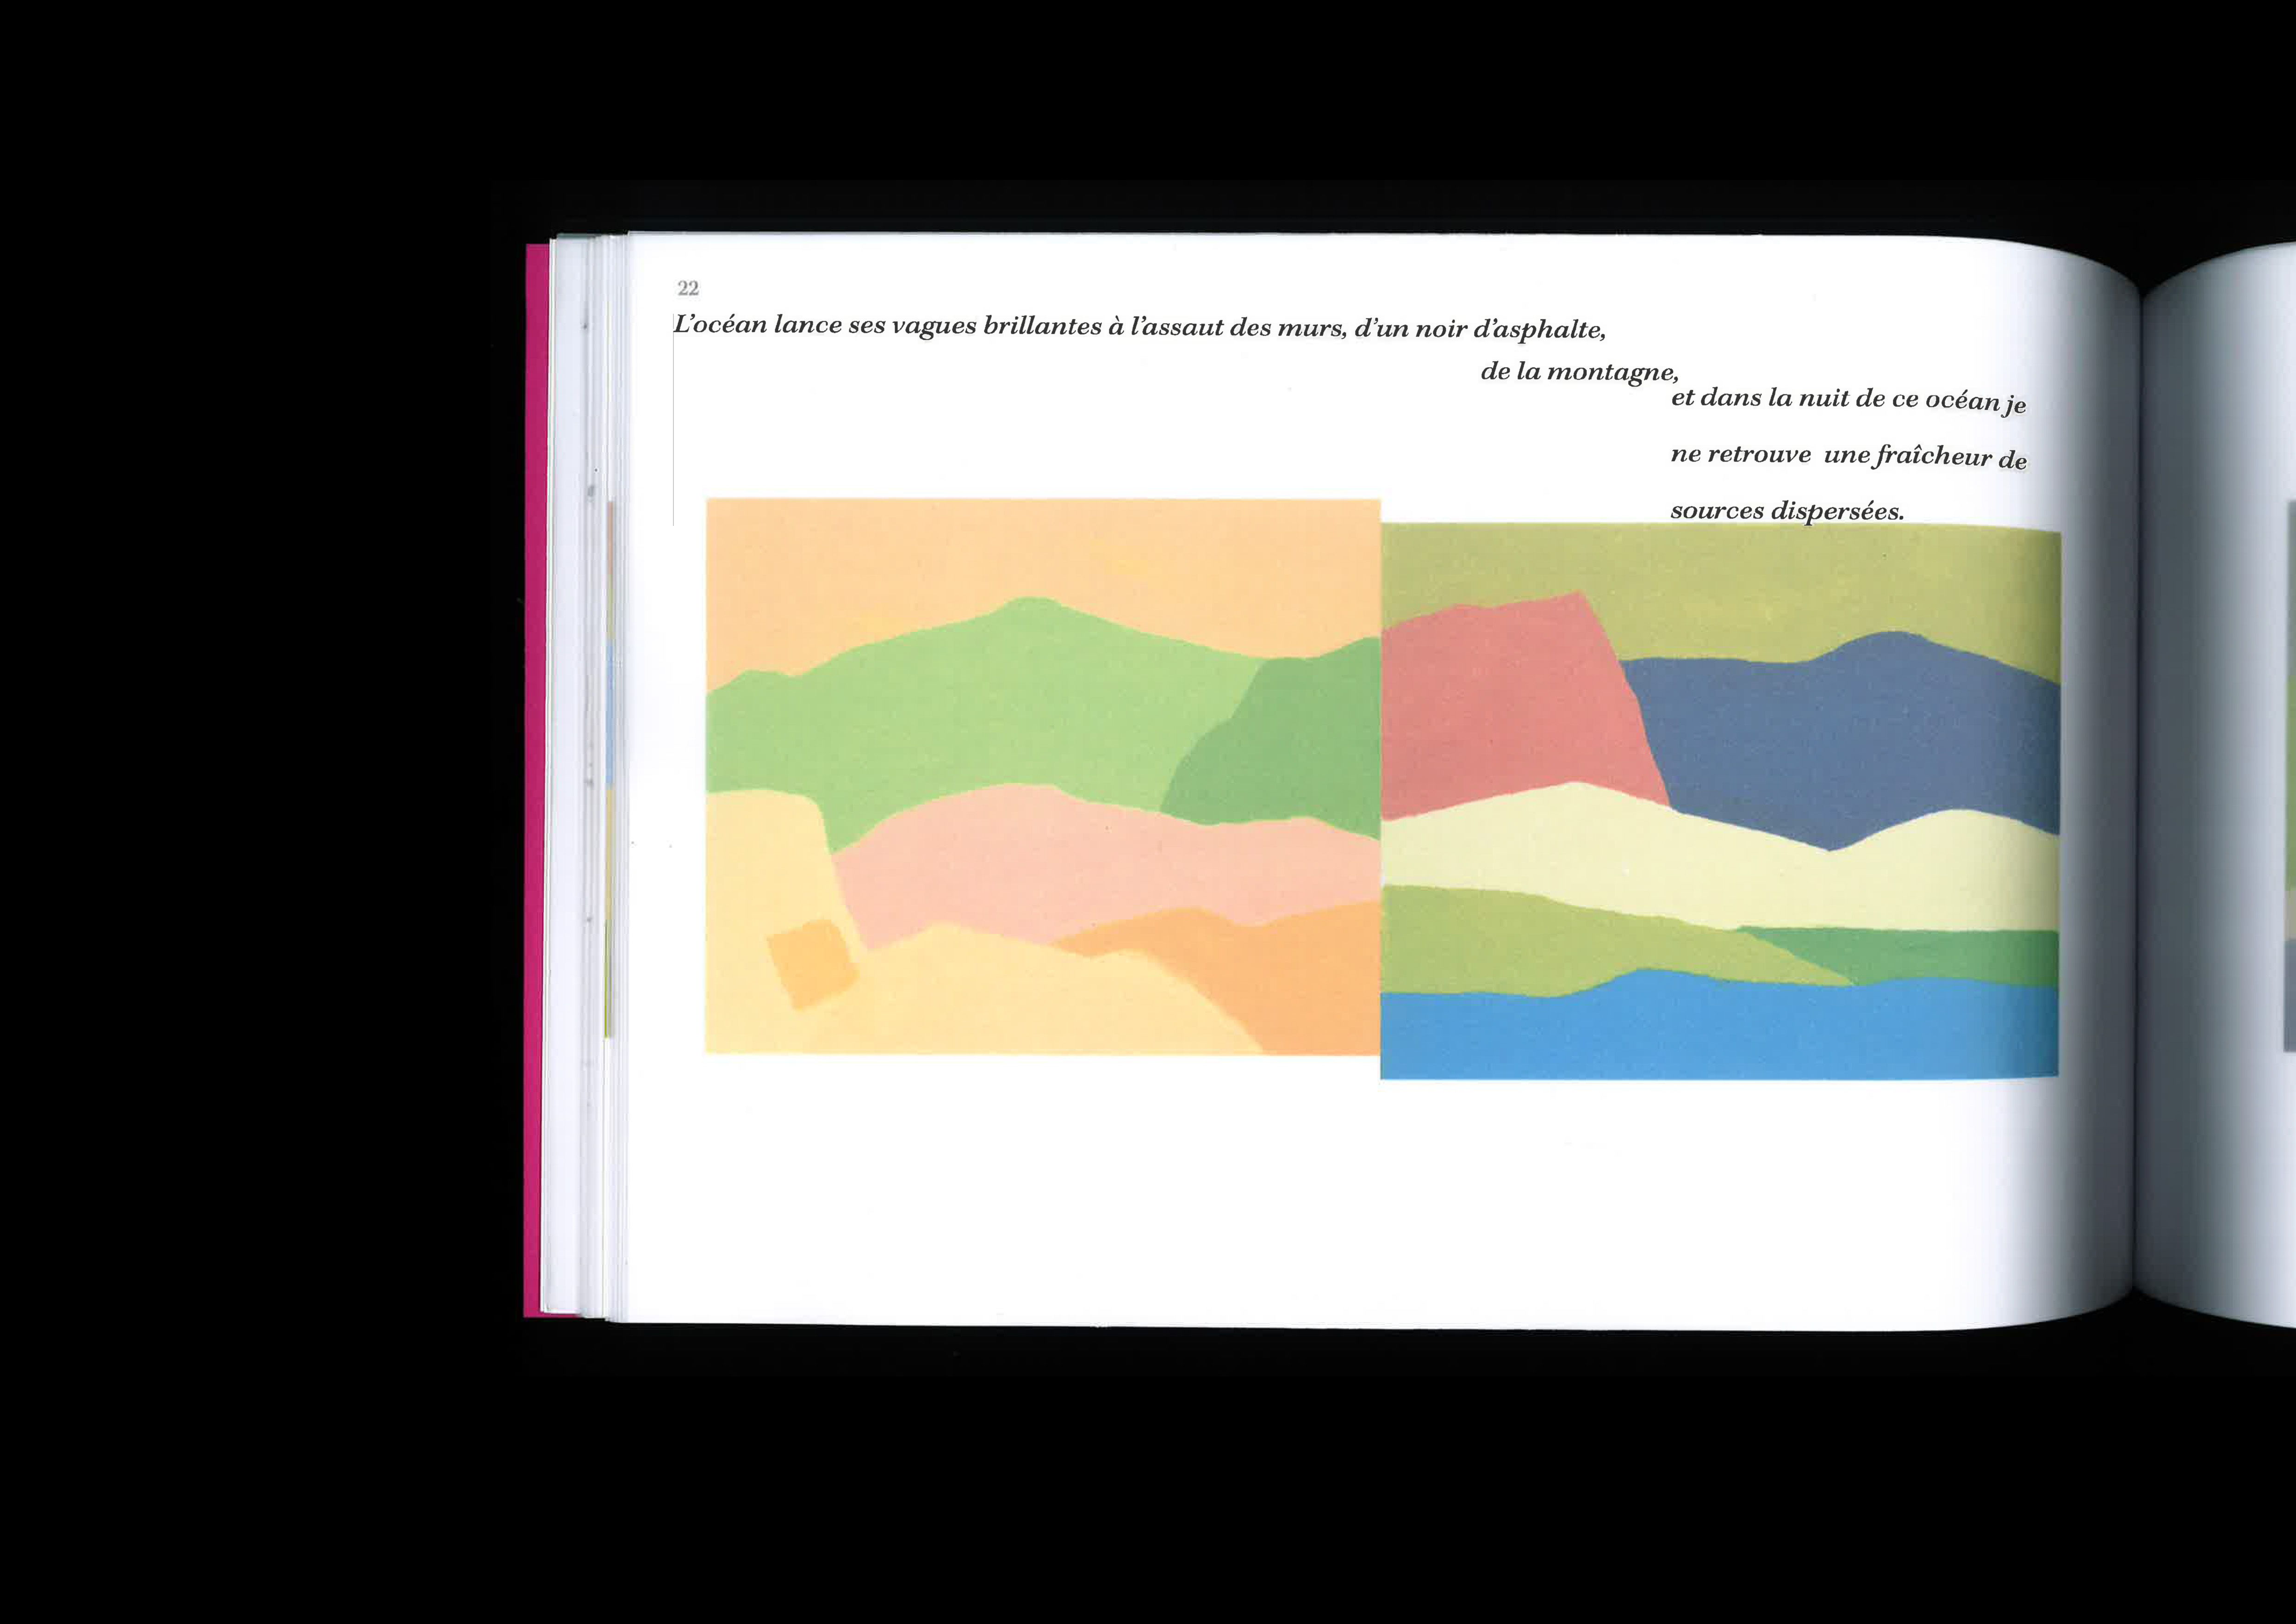 22
L'océan lance ses vagues brillantes à l'assaut des murs, d'un noir d'asphalte,
de la montagne,
et dans la nuit de ce océan je
ne retrouve une fraîcheur de
sources dispersées.